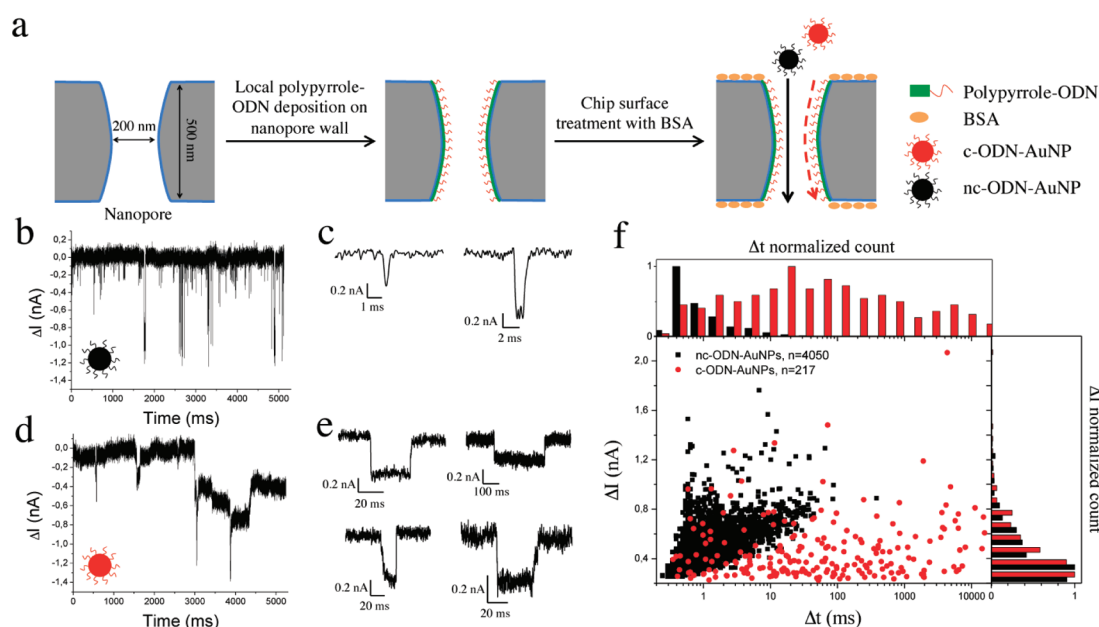 a
200 nm
500 nm
Nanopore
Local polypyrrole-
ODN deposition on
nanopore wall
Chip surface
treatment with BSA
Polypyrrole-ODN
BSA
c-ODN-AuNP
nc-ODN-AuNP
b
ΔI (nA)
0,2
0,0
-0,2
-0,4
-0,6
-0,8
-1,0
-1,2
-1,4
0
1000
2000
3000
4000
5000
Time (ms)
c
0.2 nA
1 ms
0.2 nA
2 ms
d
ΔI (nA)
0,0
-0,2
-0,4
-0,6
-0,8
-1,0
-1,2
-1,4
0
1000
2000
3000
4000
5000
Time (ms)
e
0.2 nA
20 ms
0.2 nA
100 ms
0.2 nA
20 ms
0.2 nA
20 ms
f
Δt normalized count
1
0
nc-ODN-AuNPs, n=4050
c-ODN-AuNPs, n=217
ΔI (nA)
2,0
1,6
1,2
0,8
0,4
1
10
100
1000
10000
Δt (ms)
0
1
ΔI normalized count